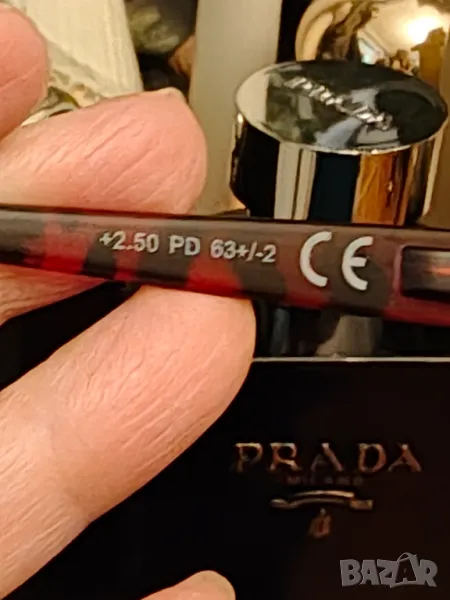 +2.50 PD 63+/-2 CE
PRADA
MILANO
BAZAR